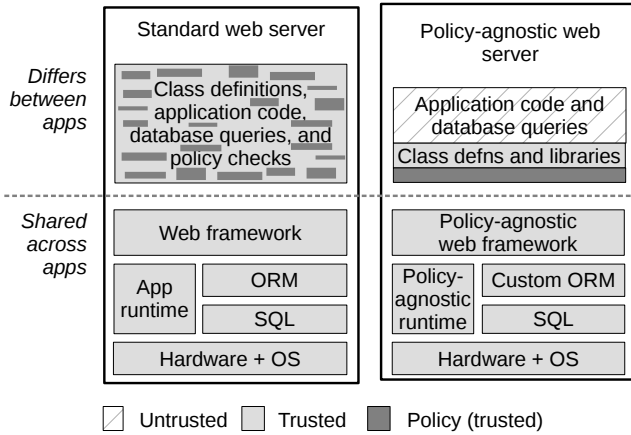 Standard web server
Policy-agnostic web
server
Differs
between
apps
Class definitions,
application code,
database queries, and
policy checks
Application code and
database queries
Class defns and libraries
Shared
across
apps
Web framework
App
runtime
ORM
SQL
Hardware + OS
Policy-agnostic
web framework
Policy-
agnostic
runtime
Custom ORM
SQL
Hardware + OS
Untrusted
Trusted
Policy (trusted)